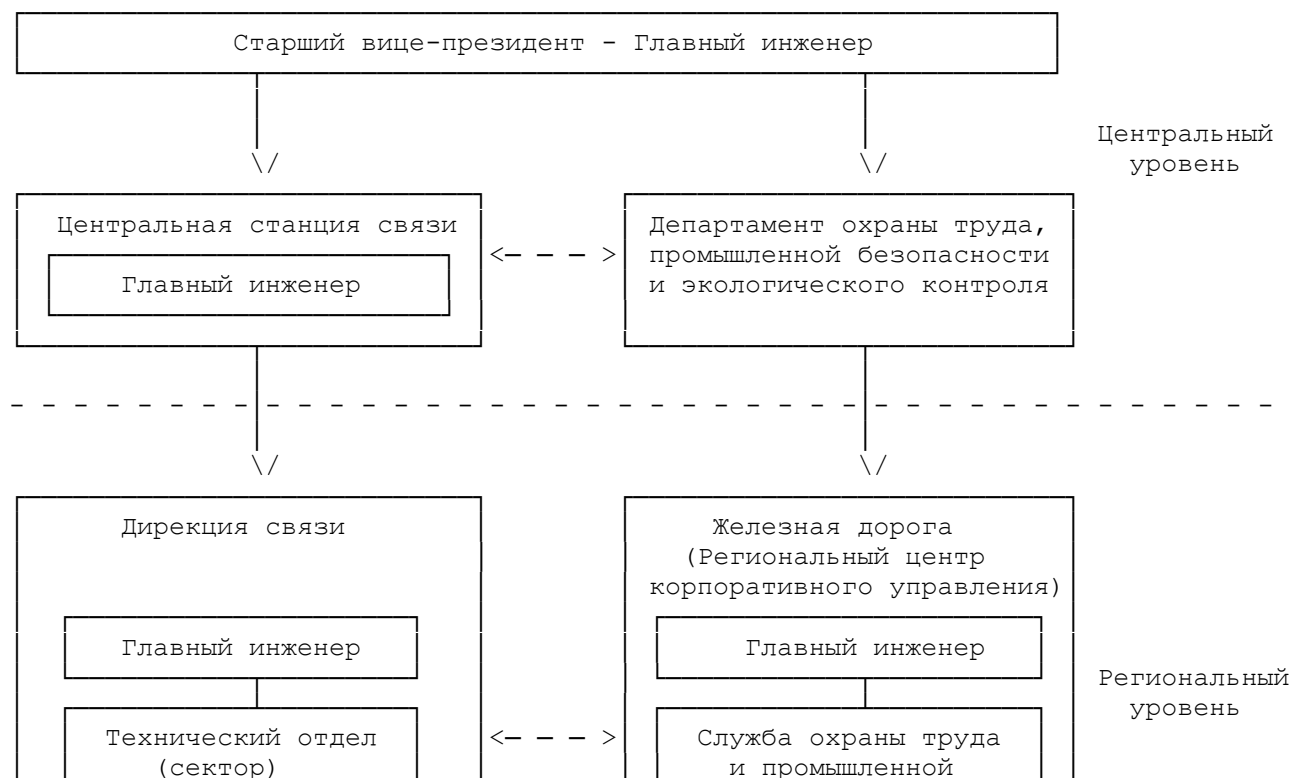 Старший вице-президент - Главный инженер
Центральный
уровень
Центральная станция связи
Главный инженер
Департамент охраны труда,
промышленной безопасности
и экологического контроля
Дирекция связи
Главный инженер
Технический отдел
(сектор)
Железная дорога
(Региональный центр
корпоративного управления)
Главный инженер
Служба охраны труда
и промышленной
Региональный
уровень